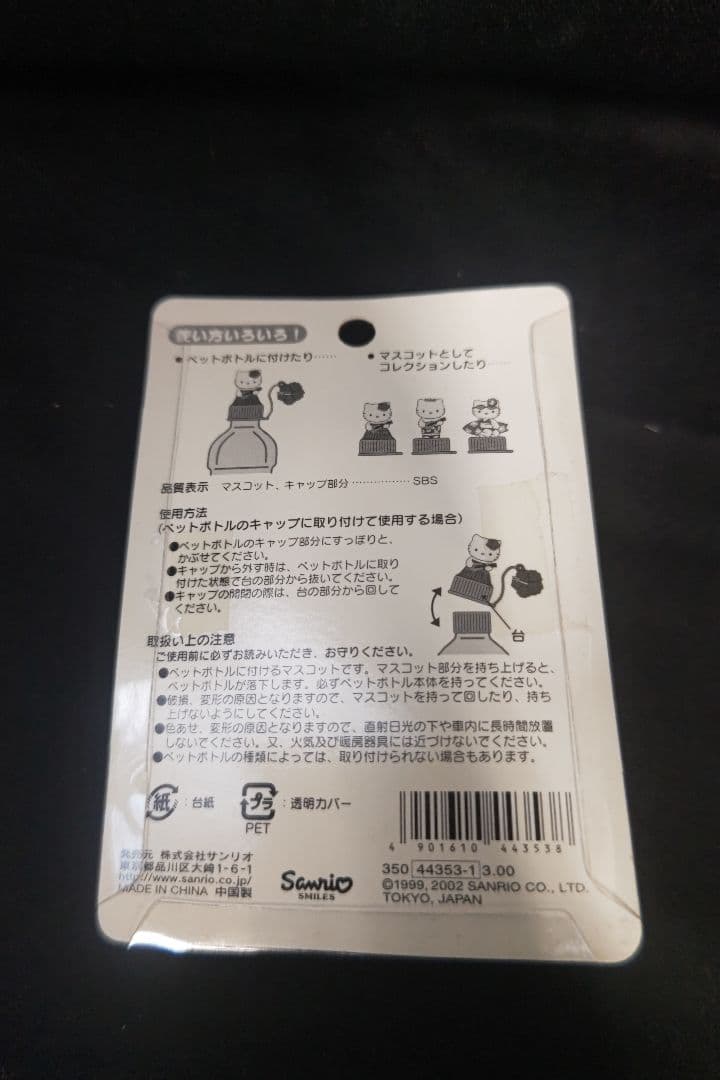 使い方いろいろ！
● ペットボトルに付けたり……
● マスコットとして
コレクションしたり……
品質表示　マスコット、キャップ部分 ……………… SBS
使用方法
(ペットボトルのキャップに取り付けて使用する場合)
●ペットボトルのキャップ部分にすっぽりと、
かぶせてください。
●キャップから外す時は、ペットボトルに取り
付けた状態で台の部分から抜いてください。
●キャップの開閉の際は、台の部分から回して
ください。
台
取扱い上の注意
ご使用前に必ずお読みいただき、お守りください。
●ペットボトルに付けるマスコットです。マスコット部分を持ち上げると、
ペットボトルが落下します。必ずペットボトル本体を持ってください。
●破損、変形の原因となりますので、マスコットを持って回したり、持ち
上げないようにしてください。
●色あせ、変形の原因となりますので、直射日光の下や車内に長時間放置
しないでください。又、火気及び暖房器具には近づけないでください。
●ペットボトルの種類によっては、取り付けられない場合もあります。
紙 : 台紙
プラ : 透明カバー
PET
4 901610 443538
発売元 株式会社サンリオ
東京都品川区大崎1-6-1
http://www.sanrio.co.jp/
MADE IN CHINA 中国製
Sanrio
SMILES
350 44353-1 3.00
©1999, 2002 SANRIO CO., LTD.
TOKYO, JAPAN